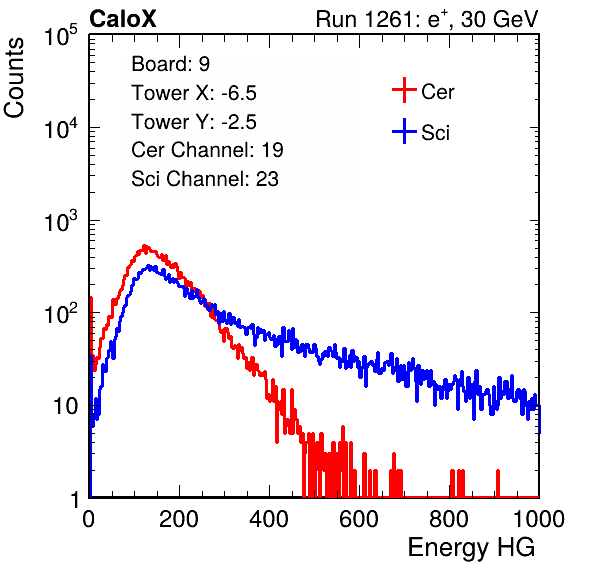 CaloX Run 1261: e⁺, 30 GeV
Counts
Board: 9
Tower X: -6.5
Tower Y: -2.5
Cer Channel: 19
Sci Channel: 23
Cer
Sci
10⁵
10⁴
10³
10²
10
1
0 200 400 600 800 1000
Energy HG